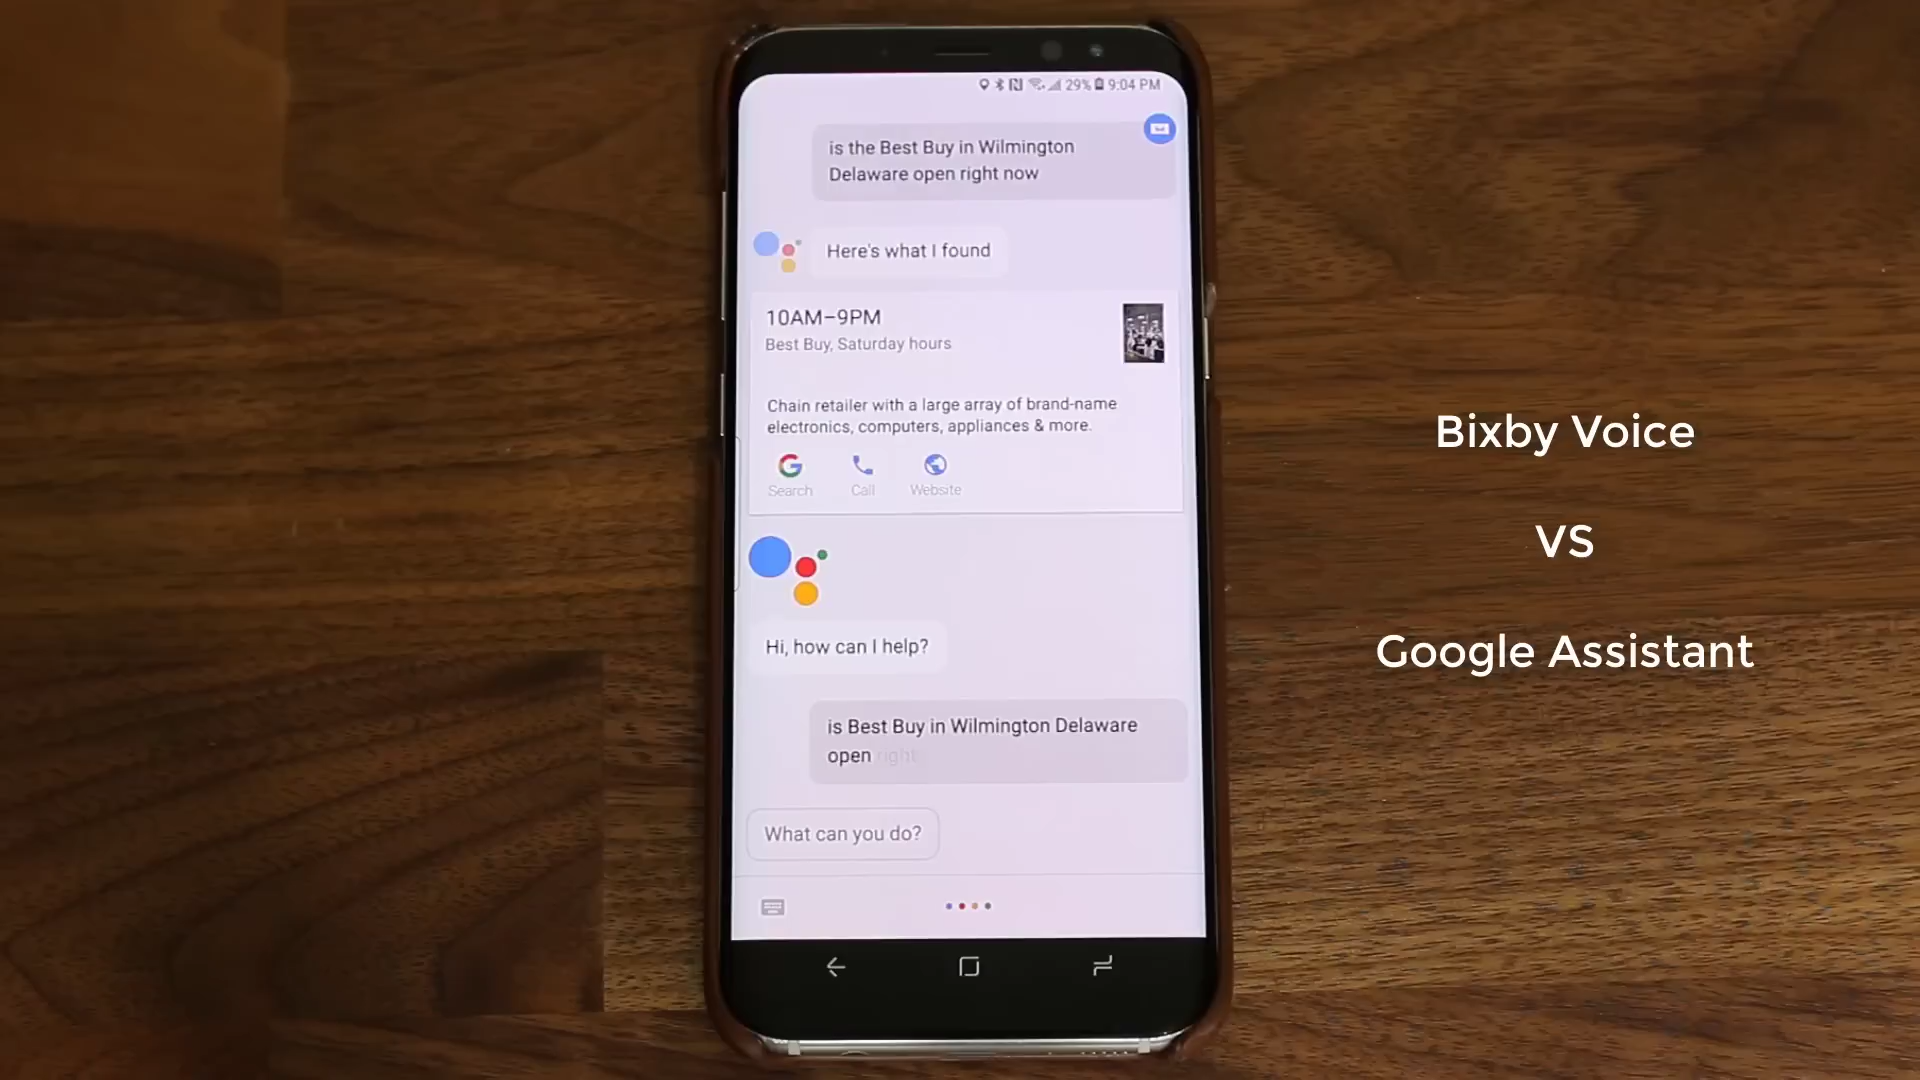 29% 9:04 PM
is the Best Buy in Wilmington
Delaware open right now
Here's what I found
10AM–9PM
Best Buy, Saturday hours
Chain retailer with a large array of brand-name
electronics, computers, appliances & more.
Search Call Website
Hi, how can I help?
is Best Buy in Wilmington Delaware
open right
What can you do?
Bixby Voice
VS
Google Assistant